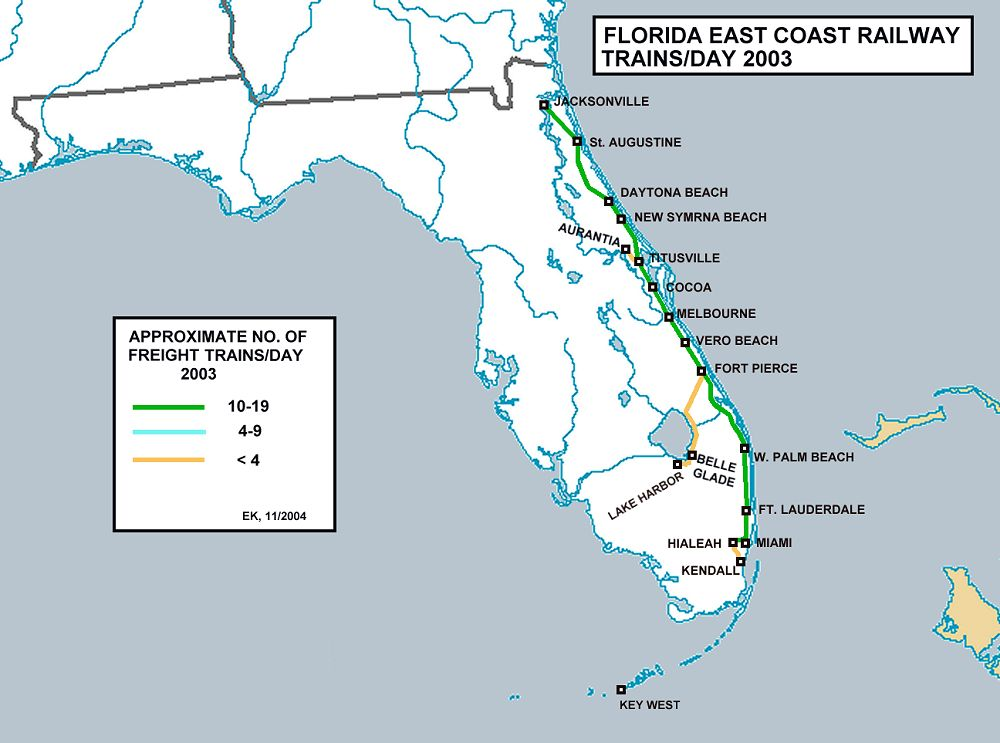 FLORIDA EAST COAST RAILWAY
TRAINS/DAY 2003
JACKSONVILLE
St. AUGUSTINE
DAYTONA BEACH
NEW SYMRNA BEACH
AURANTIA
TITUSVILLE
COCOA
MELBOURNE
VERO BEACH
FORT PIERCE
W. PALM BEACH
BELLE
GLADE
LAKE HARBOR
FT. LAUDERDALE
HIALEAH
MIAMI
KENDALL
KEY WEST
APPROXIMATE NO. OF
FREIGHT TRAINS/DAY
2003
10-19
4-9
< 4
EK, 11/2004